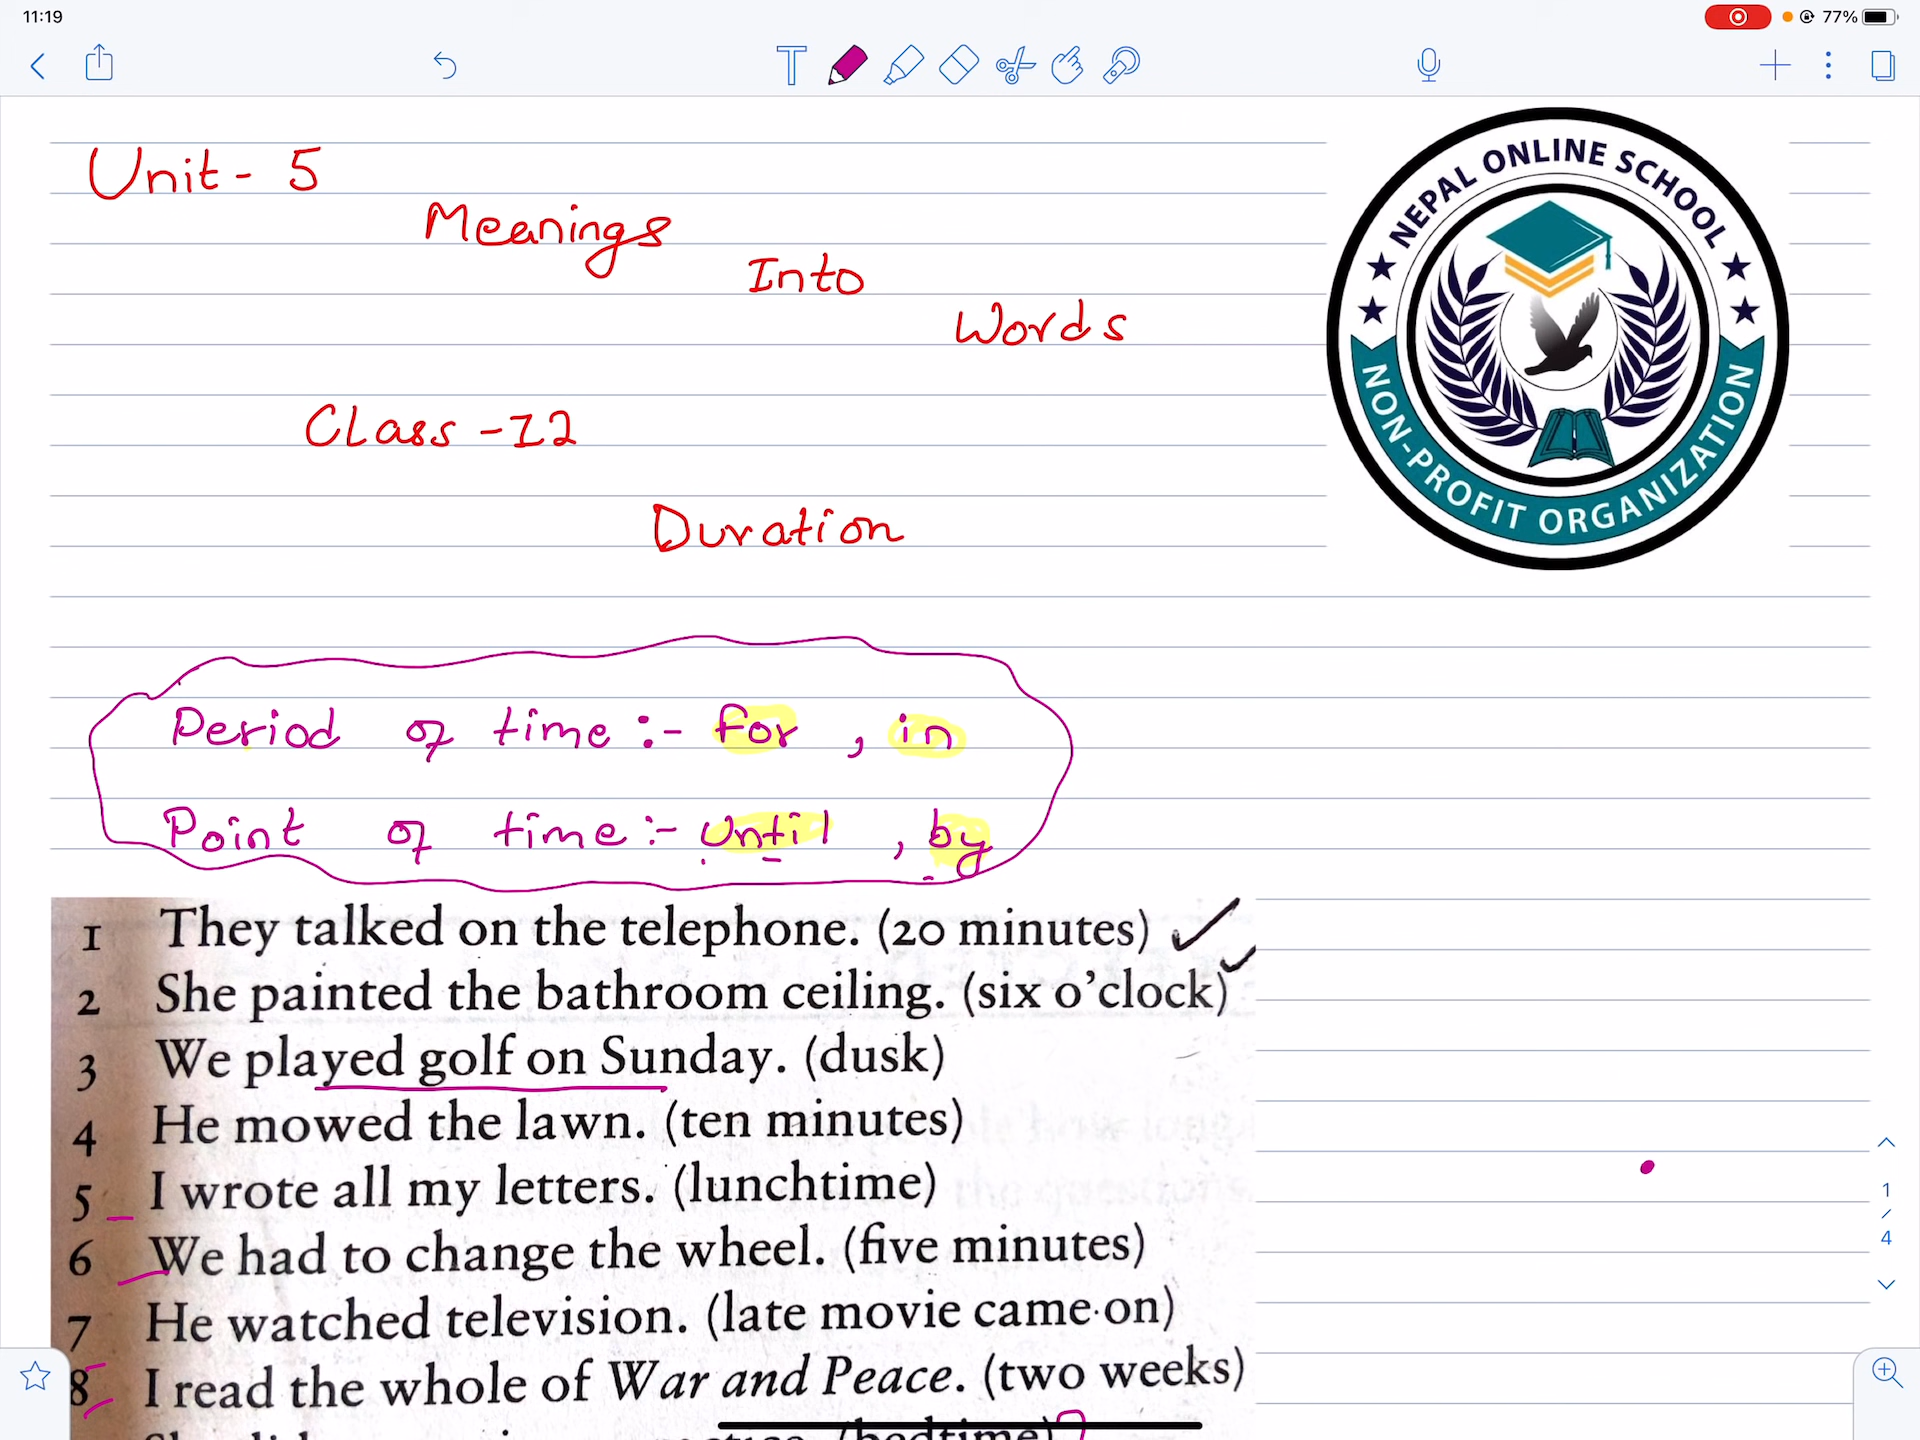 11:19
77%
Unit- 5
Meanings
Into
Words
NEPAL ONLINE SCHOOL
NON-PROFIT ORGANIZATION
Class -12
Duration
Period of time :- for , in
Point of time :- Until , by
1 They talked on the telephone. (20 minutes)
2 She painted the bathroom ceiling. (six o'clock)
3 We played golf on Sunday. (dusk)
4 He mowed the lawn. (ten minutes)
5 I wrote all my letters. (lunchtime)
6 We had to change the wheel. (five minutes)
7 He watched television. (late movie came on)
8 I read the whole of War and Peace. (two weeks)
(bedtime)
1
/
4